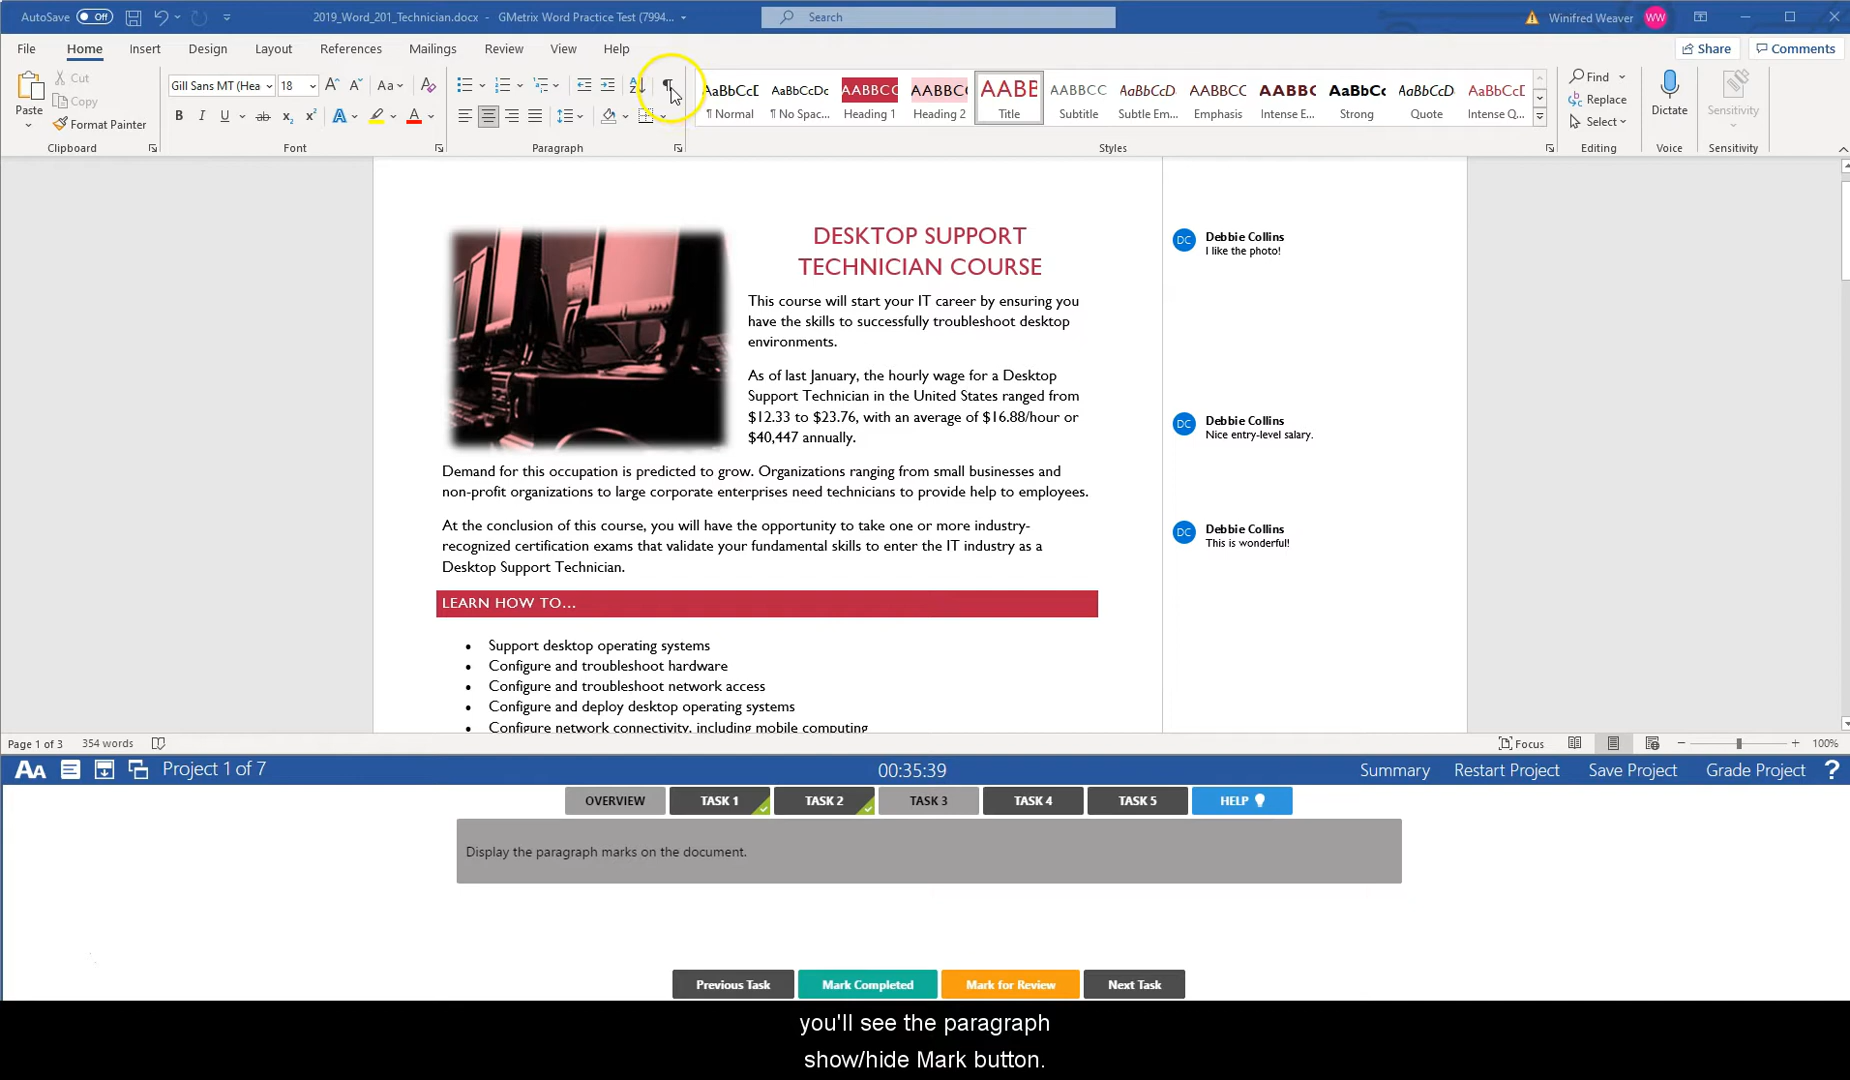 AutoSave Off 2019_Word_201_Technician.docx - GMetrix Word Practice Test (7994... Search Winifred Weaver WW
File Home Insert Design Layout References Mailings Review View Help Share Comments
Paste Cut Copy Format Painter Clipboard
Gill Sans MT (Hea 18 Aa B I U ab x₂ x² A A Font
Paragraph
AaBbCcD ¶ Normal
AaBbCcDc ¶ No Spac...
AABBCC Heading 1
AABBCC Heading 2
AABB Title
AABBCC Subtitle
AaBbCcD Subtle Em...
AABBCC Emphasis
AABBCC Intense E...
AaBbCc Strong
AaBbCcD Quote
AaBbCcD Intense Q...
Styles
Find Replace Select Editing
Dictate Voice
Sensitivity Sensitivity
DESKTOP SUPPORT
TECHNICIAN COURSE
This course will start your IT career by ensuring you
have the skills to successfully troubleshoot desktop
environments.
As of last January, the hourly wage for a Desktop
Support Technician in the United States ranged from
$12.33 to $23.76, with an average of $16.88/hour or
$40,447 annually.
Demand for this occupation is predicted to grow. Organizations ranging from small businesses and
non-profit organizations to large corporate enterprises need technicians to provide help to employees.
At the conclusion of this course, you will have the opportunity to take one or more industry-
recognized certification exams that validate your fundamental skills to enter the IT industry as a
Desktop Support Technician.
LEARN HOW TO...
• Support desktop operating systems
• Configure and troubleshoot hardware
• Configure and troubleshoot network access
• Configure and deploy desktop operating systems
• Configure network connectivity, including mobile computing
DC Debbie Collins
I like the photo!
DC Debbie Collins
Nice entry-level salary.
DC Debbie Collins
This is wonderful!
Page 1 of 3 354 words Focus 100%
AA Project 1 of 7 00:35:39 Summary Restart Project Save Project Grade Project ?
OVERVIEW TASK 1 TASK 2 TASK 3 TASK 4 TASK 5 HELP
Display the paragraph marks on the document.
Previous Task Mark Completed Mark for Review Next Task
you'll see the paragraph
show/hide Mark button.